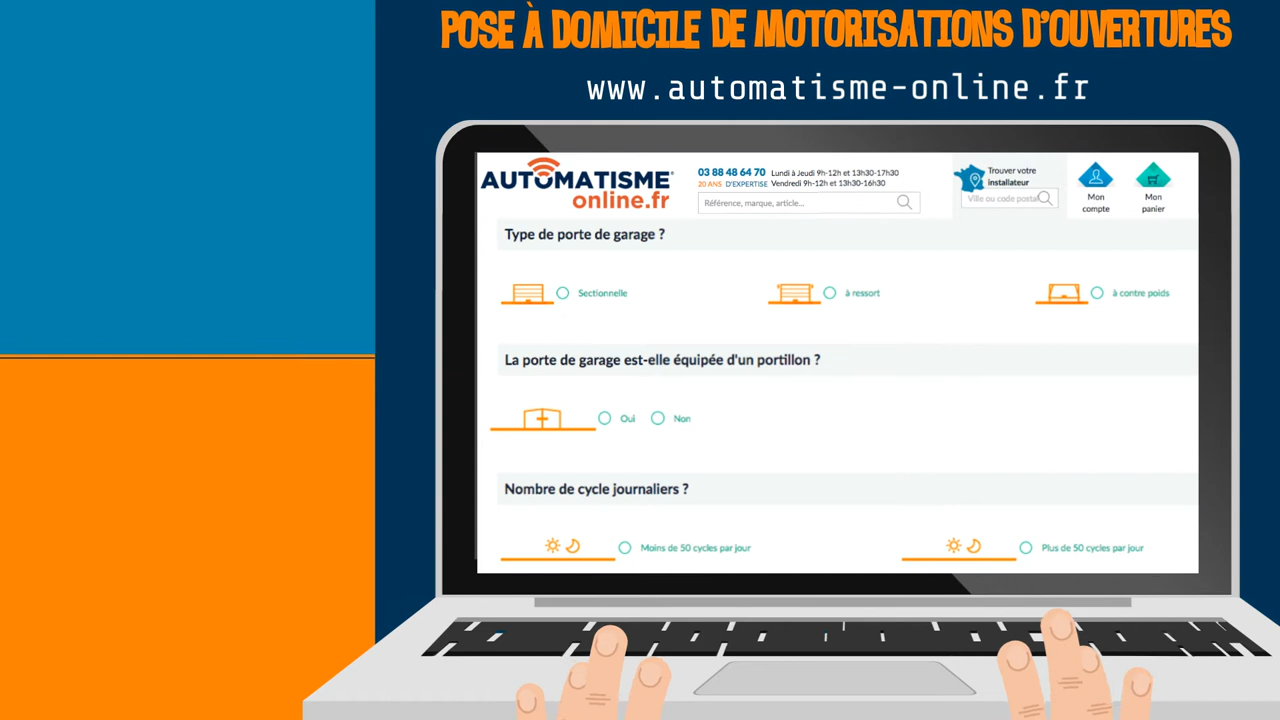 POSE À DOMICILE DE MOTORISATIONS D'OUVERTURES
www.automatisme-online.fr
AUTOMATISME®
online.fr
03 88 48 64 70 Lundi à Jeudi 9h-12h et 13h30-17h30
20 ANS D'EXPERTISE Vendredi 9h-12h et 13h30-16h30
Référence, marque, article...
Trouver votre
installateur
Ville ou code postal
Mon
compte
Mon
panier
Type de porte de garage ?
Sectionnelle
à ressort
à contre poids
La porte de garage est-elle équipée d'un portillon ?
Oui
Non
Nombre de cycle journaliers ?
Moins de 50 cycles par jour
Plus de 50 cycles par jour